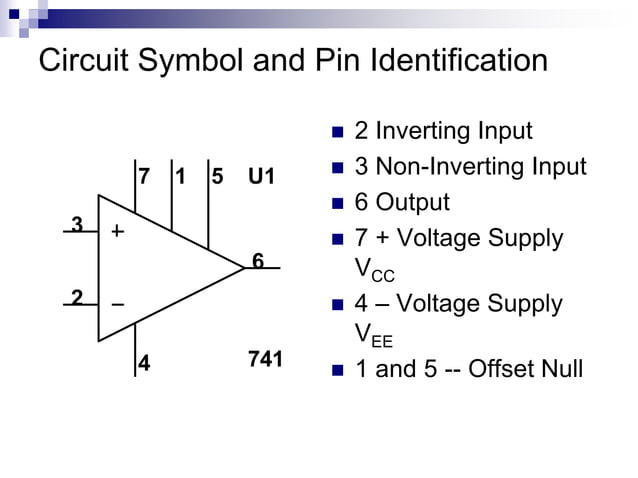 Circuit Symbol and Pin Identification
7 1 5 U1
3 +
6
2 –
4 741
■ 2 Inverting Input
■ 3 Non-Inverting Input
■ 6 Output
■ 7 + Voltage Supply
VCC
■ 4 – Voltage Supply
VEE
■ 1 and 5 -- Offset Null